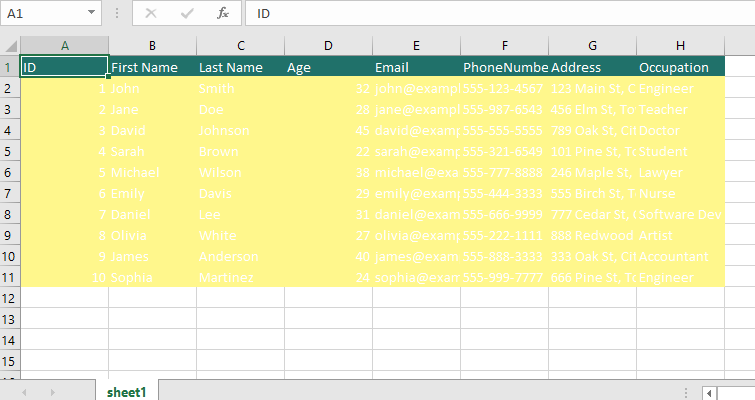 A1 fx ID
A B C D E F G H
1 ID First Name Last Name Age Email PhoneNumbe Address Occupation
2 1 John Smith 32 john@exampl 555-123-4567 123 Main St, C Engineer
3 2 Jane Doe 28 jane@exampl 555-987-6543 456 Elm St, To Teacher
4 3 David Johnson 45 david@examp 555-555-5555 789 Oak St, Cit Doctor
5 4 Sarah Brown 22 sarah@examp 555-321-6549 101 Pine St, To Student
6 5 Michael Wilson 38 michael@exa 555-777-8888 246 Maple St, Lawyer
7 6 Emily Davis 29 emily@examp 555-444-3333 555 Birch St, T Nurse
8 7 Daniel Lee 31 daniel@exam 555-666-9999 777 Cedar St, Software Dev
9 8 Olivia White 27 olivia@examp 555-222-1111 888 Redwood Artist
10 9 James Anderson 40 james@exam 555-888-3333 333 Oak St, Cit Accountant
11 10 Sophia Martinez 24 sophia@exam 555-999-7777 666 Pine St, To Engineer
12
13
14
15
sheet1